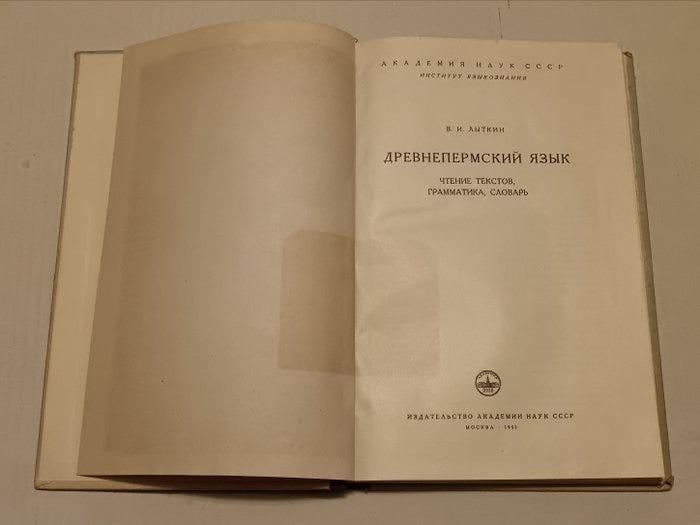 АКАДЕМИЯ НАУК СССР
ИНСТИТУТ ЯЗЫКОЗНАНИЯ
В. И. ЛЫТКИН
ДРЕВНЕПЕРМСКИЙ ЯЗЫК
ЧТЕНИЕ ТЕКСТОВ,
ГРАММАТИКА, СЛОВАРЬ
ИЗДАТЕЛЬСТВО АКАДЕМИИ НАУК СССР
МОСКВА